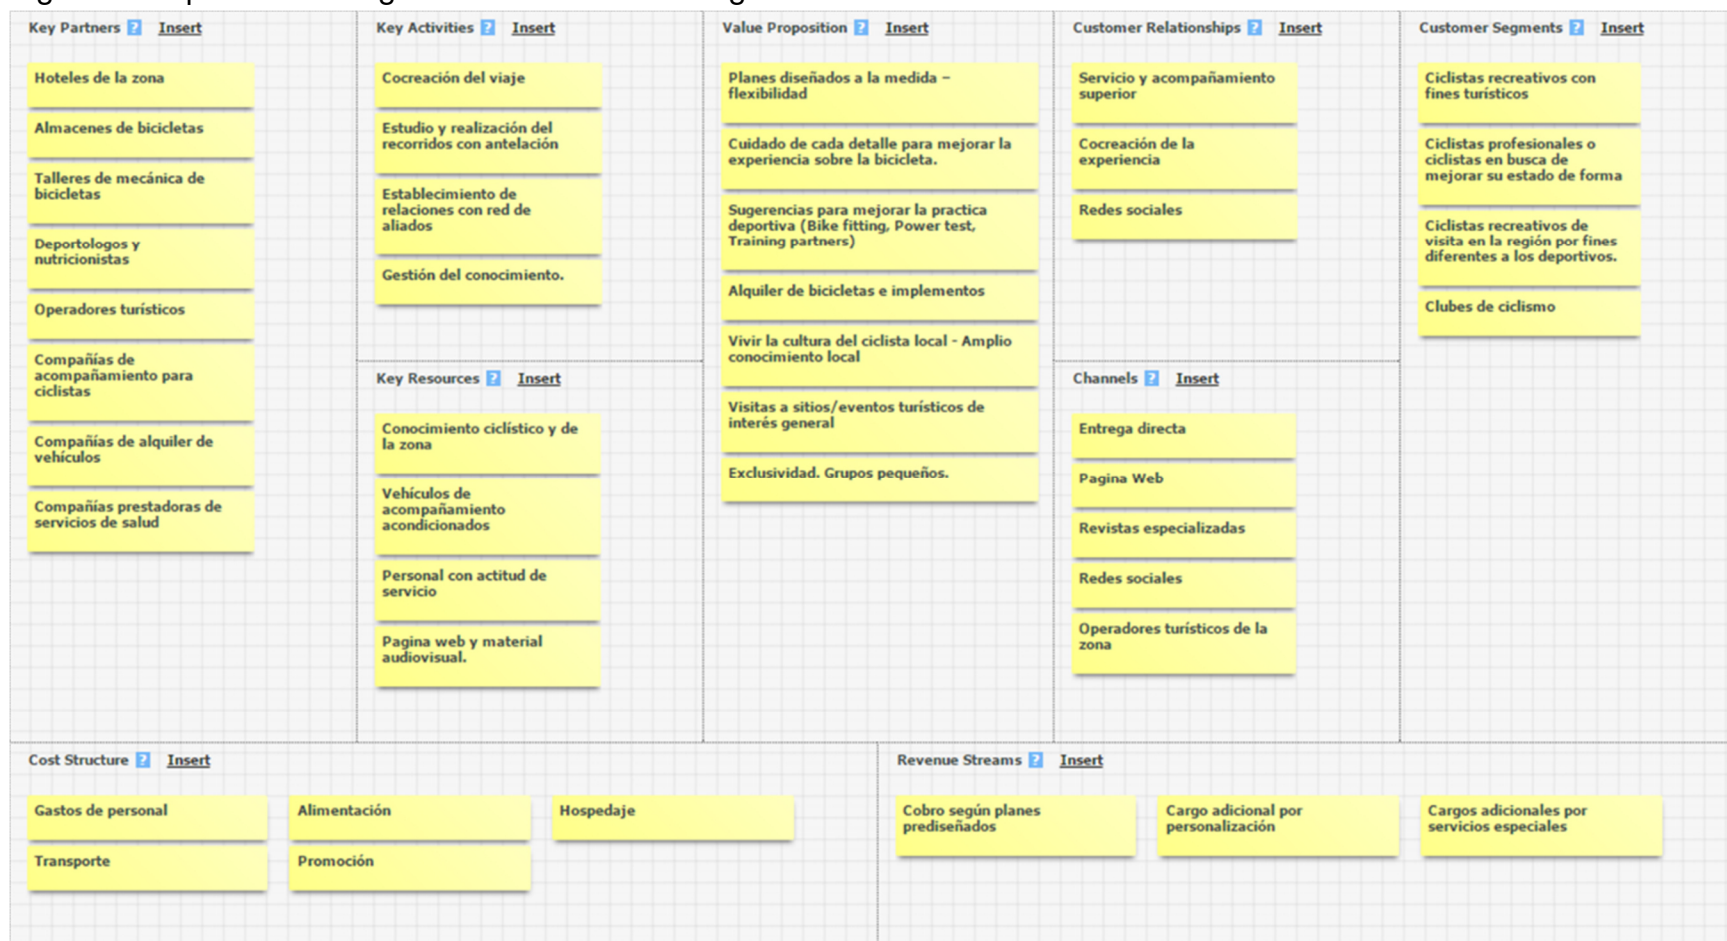 Key Partners ? Insert
Hoteles de la zona
Almacenes de bicicletas
Talleres de mecánica de
bicicletas
Deportologos y
nutricionistas
Operadores turísticos
Compañías de
acompañamiento para
ciclistas
Compañías de alquiler de
vehículos
Compañías prestadoras de
servicios de salud
Key Activities ? Insert
Cocreación del viaje
Estudio y realización del
recorridos con antelación
Establecimiento de
relaciones con red de
aliados
Gestión del conocimiento.
Key Resources ? Insert
Conocimiento ciclístico y de
la zona
Vehículos de
acompañamiento
acondicionados
Personal con actitud de
servicio
Pagina web y material
audiovisual.
Value Proposition ? Insert
Planes diseñados a la medida –
flexibilidad
Cuidado de cada detalle para mejorar la
experiencia sobre la bicicleta.
Sugerencias para mejorar la practica
deportiva (Bike fitting, Power test,
Training partners)
Alquiler de bicicletas e implementos
Vivir la cultura del ciclista local - Amplio
conocimiento local
Visitas a sitios/eventos turísticos de
interés general
Exclusividad. Grupos pequeños.
Customer Relationships ? Insert
Servicio y acompañamiento
superior
Cocreación de la
experiencia
Redes sociales
Channels ? Insert
Entrega directa
Pagina Web
Revistas especializadas
Redes sociales
Operadores turísticos de la
zona
Customer Segments ? Insert
Ciclistas recreativos con
fines turísticos
Ciclistas profesionales o
ciclistas en busca de
mejorar su estado de forma
Ciclistas recreativos de
visita en la región por fines
diferentes a los deportivos.
Clubes de ciclismo
Cost Structure ? Insert
Gastos de personal
Alimentación
Hospedaje
Transporte
Promoción
Revenue Streams ? Insert
Cobro según planes
prediseñados
Cargo adicional por
personalización
Cargos adicionales por
servicios especiales